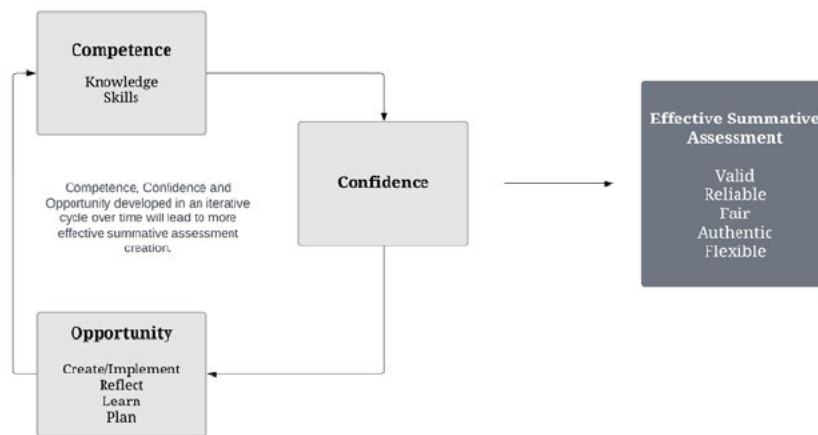 Competence
Knowledge
Skills
Confidence
Effective Summative
Assessment
Valid
Reliable
Fair
Authentic
Flexible
Competence, Confidence and
Opportunity developed in an iterative
cycle over time will lead to more
effective summative assessment
creation.
Opportunity
Create/Implement
Reflect
Learn
Plan